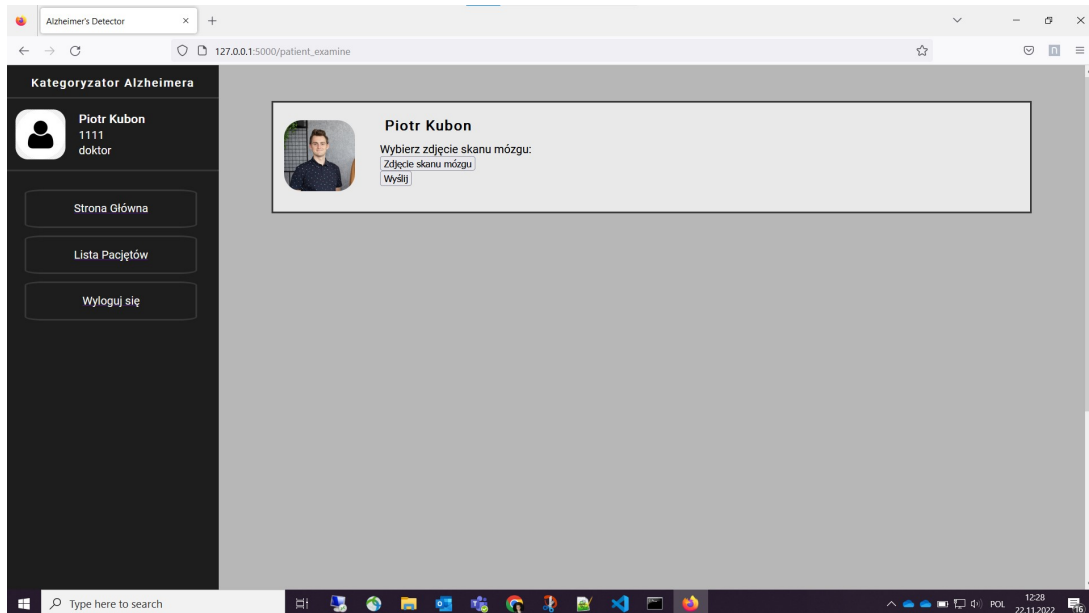 Alzheimer's Detector
127.0.0.1:5000/patient_examine
Kategoryzator Alzheimera
Piotr Kubon
1111
doktor
Strona Główna
Lista Pacjętów
Wyloguj się
Piotr Kubon
Wybierz zdjęcie skanu mózgu:
Zdjęcie skanu mózgu
Wyślij
Type here to search
POL
12:28
22.11.2022
16